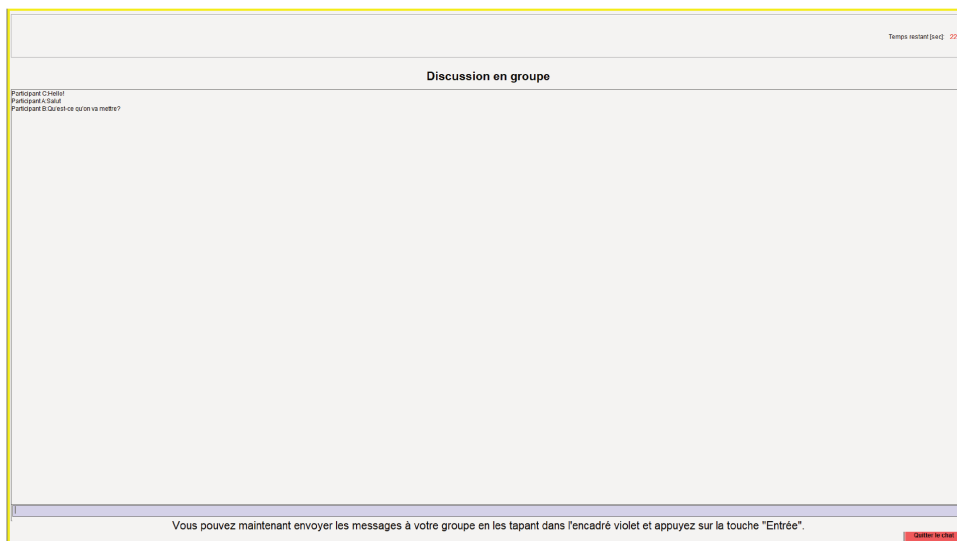 Temps restant [sec]: 22
Discussion en groupe
Participant C:Hello!
Participant A:Salut
Participant B:Qu'est-ce qu'on va mettre?
Vous pouvez maintenant envoyer les messages à votre groupe en les tapant dans l'encadré violet et appuyez sur la touche "Entrée".
Quitter le chat